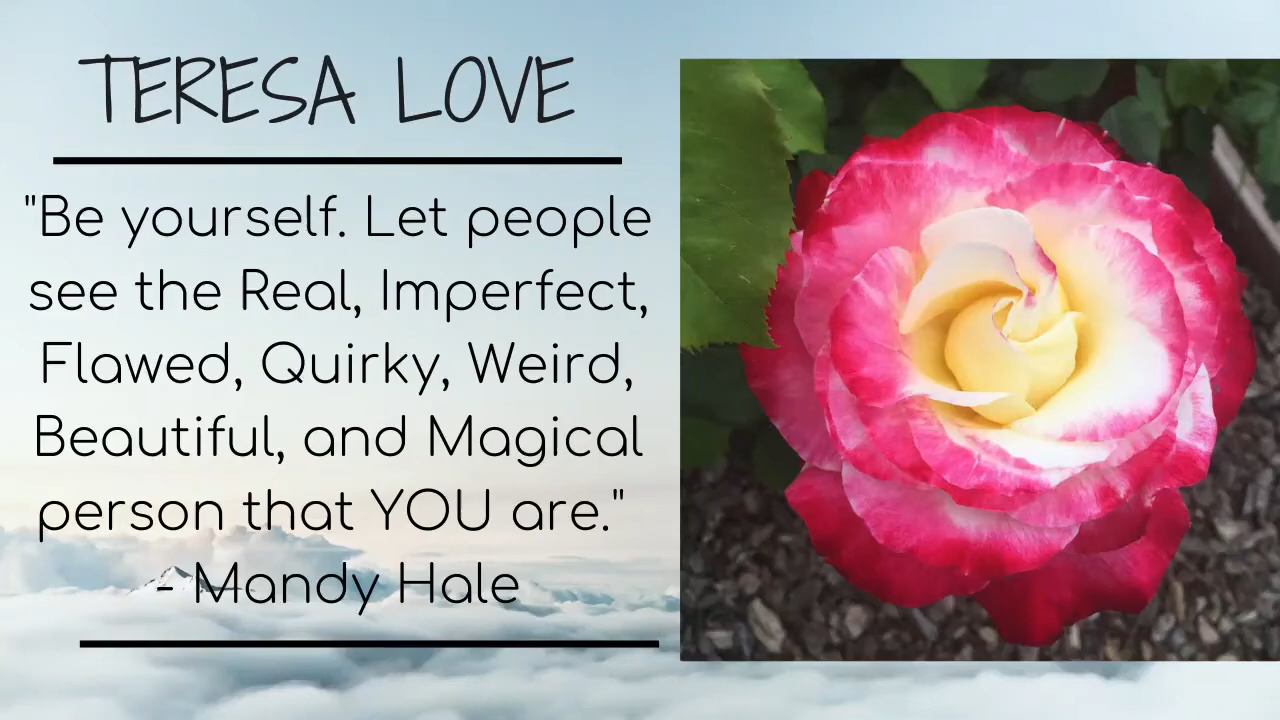 TERESA LOVE
"Be yourself. Let people
see the Real, Imperfect,
Flawed, Quirky, Weird,
Beautiful, and Magical
person that YOU are."
- Mandy Hale